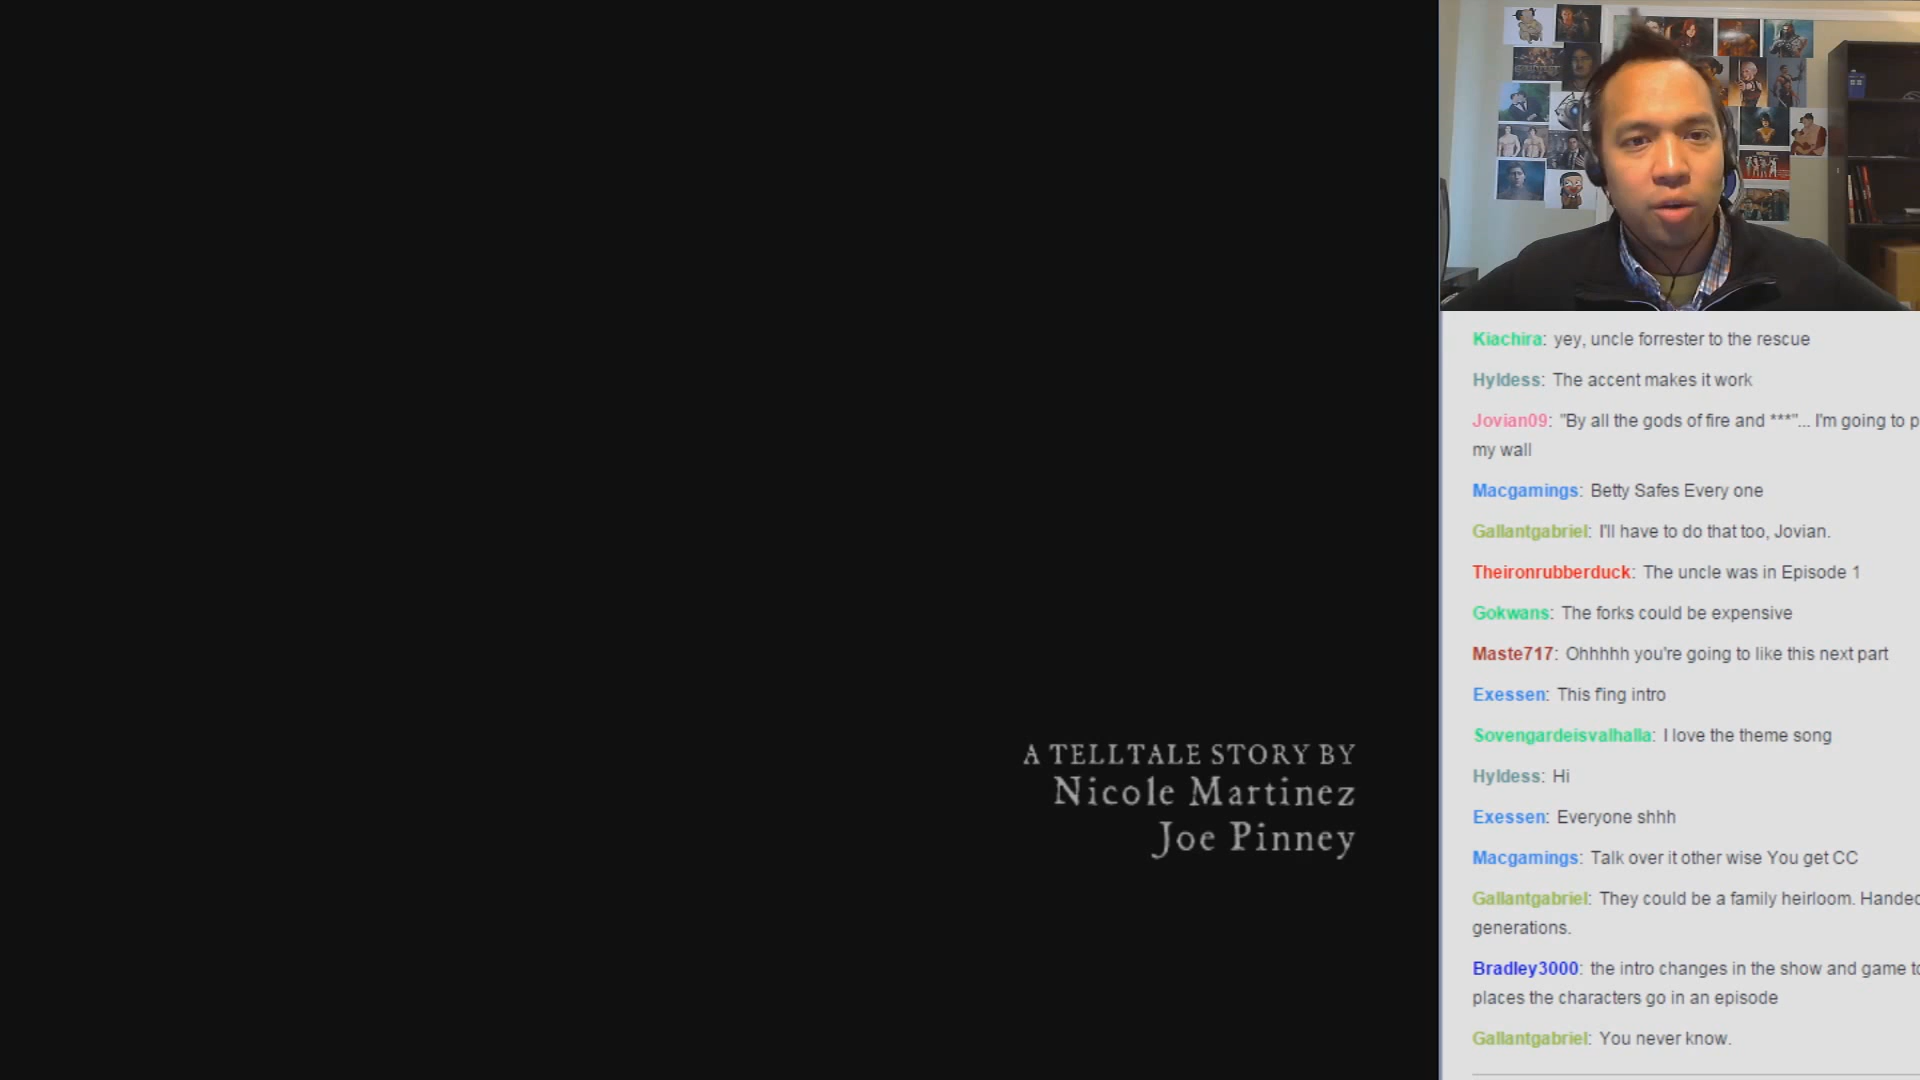 A TELLTALE STORY BY
Nicole Martinez
Joe Pinney
Kiachira: yey, uncle forrester to the rescue
Hyldess: The accent makes it work
Jovian09: "By all the gods of fire and ***"... I'm going to p
my wall
Macgamings: Betty Safes Every one
Gallantgabriel: I'll have to do that too, Jovian.
Theironrubberduck: The uncle was in Episode 1
Gokwans: The forks could be expensive
Maste717: Ohhhhh you're going to like this next part
Exessen: This f'ing intro
Sovengardeisvalhalla: I love the theme song
Hyldess: Hi
Exessen: Everyone shhh
Macgamings: Talk over it other wise You get CC
Gallantgabriel: They could be a family heirloom. Handed
generations.
Bradley3000: the intro changes in the show and game to
places the characters go in an episode
Gallantgabriel: You never know.